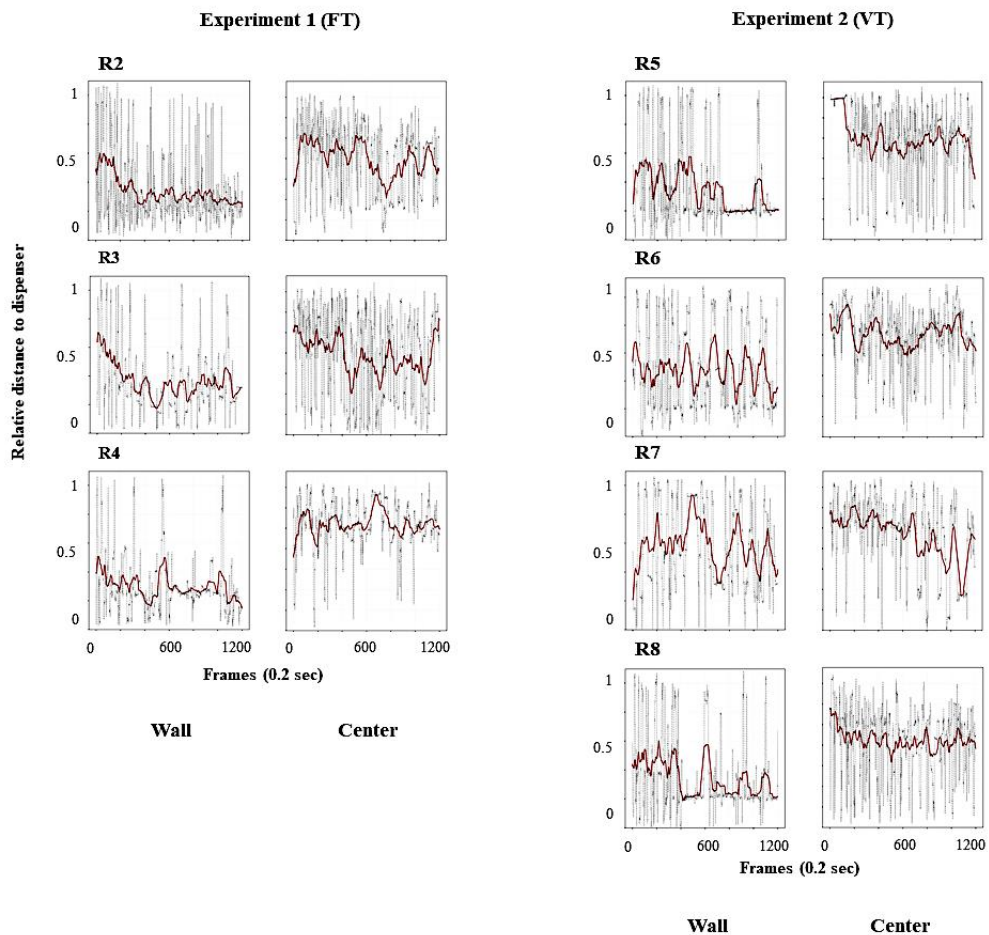 Experiment 1 (FT)
Experiment 2 (VT)
Relative distance to dispenser
R2
1
0.5
0
R3
1
0.5
0
R4
1
0.5
0
0 600 1200 0 600 1200
Frames (0.2 sec)
Wall Center
R5
1
0.5
0
R6
1
0.5
0
R7
1
0.5
0
R8
1
0.5
0
0 600 1200 0 600 1200
Frames (0.2 sec)
Wall Center